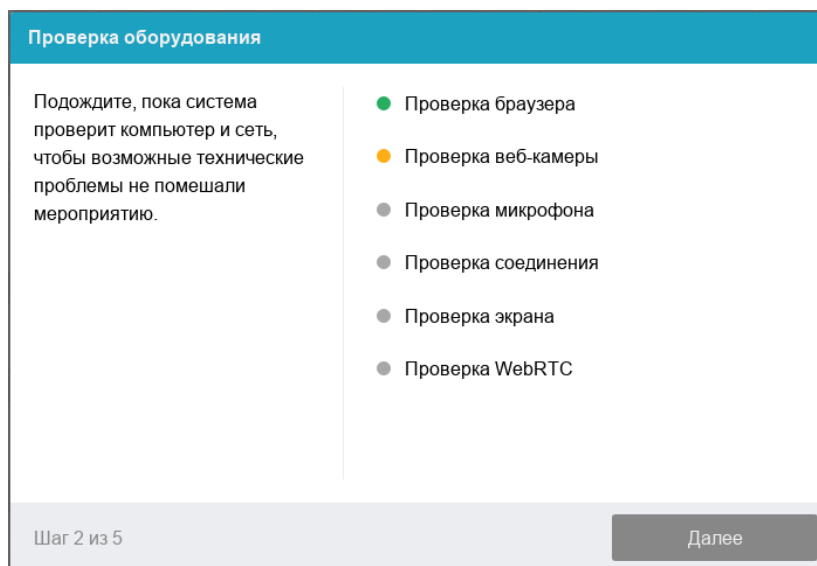 Проверка оборудования
Подождите, пока система
проверит компьютер и сеть,
чтобы возможные технические
проблемы не помешали
мероприятию.
Проверка браузера
Проверка веб-камеры
Проверка микрофона
Проверка соединения
Проверка экрана
Проверка WebRTC
Шаг 2 из 5
Далее